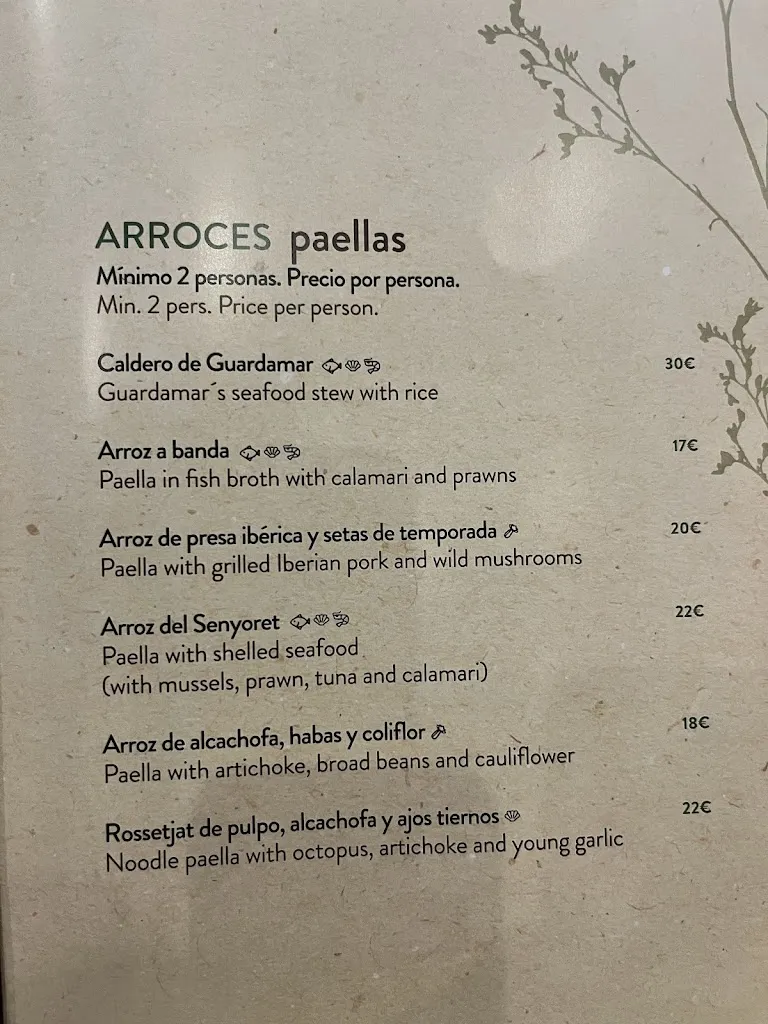 ARROCES paellas
Mínimo 2 personas. Precio por persona.
Min. 2 pers. Price per person.
Caldero de Guardamar 30€
Guardamar´s seafood stew with rice
Arroz a banda 17€
Paella in fish broth with calamari and prawns
Arroz de presa ibérica y setas de temporada 20€
Paella with grilled Iberian pork and wild mushrooms
Arroz del Senyoret 22€
Paella with shelled seafood
(with mussels, prawn, tuna and calamari)
Arroz de alcachofa, habas y coliflor 18€
Paella with artichoke, broad beans and cauliflower
Rossetjat de pulpo, alcachofa y ajos tiernos 22€
Noodle paella with octopus, artichoke and young garlic